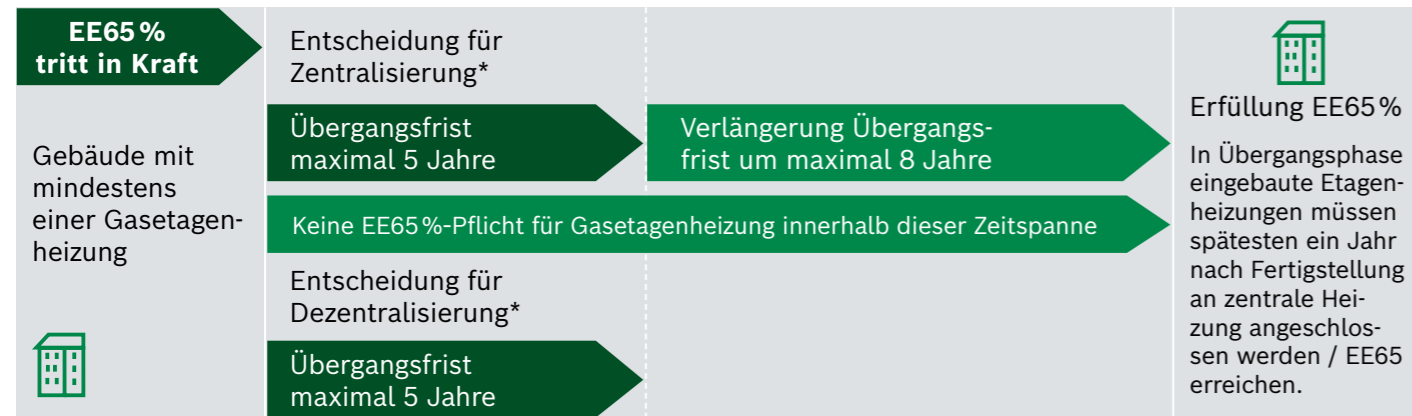 EE65 %
tritt in Kraft
Gebäude mit
mindestens
einer Gasetagen-
heizung
Entscheidung für
Zentralisierung*
Übergangsfrist
maximal 5 Jahre
Verlängerung Übergangs-
frist um maximal 8 Jahre
Keine EE65 %-Pflicht für Gasetagenheizung innerhalb dieser Zeitspanne
Entscheidung für
Dezentralisierung*
Übergangsfrist
maximal 5 Jahre
Erfüllung EE65 %
In Übergangsphase
eingebaute Etagen-
heizungen müssen
spätesten ein Jahr
nach Fertigstellung
an zentrale Hei-
zung angeschlos-
sen werden / EE65
erreichen.